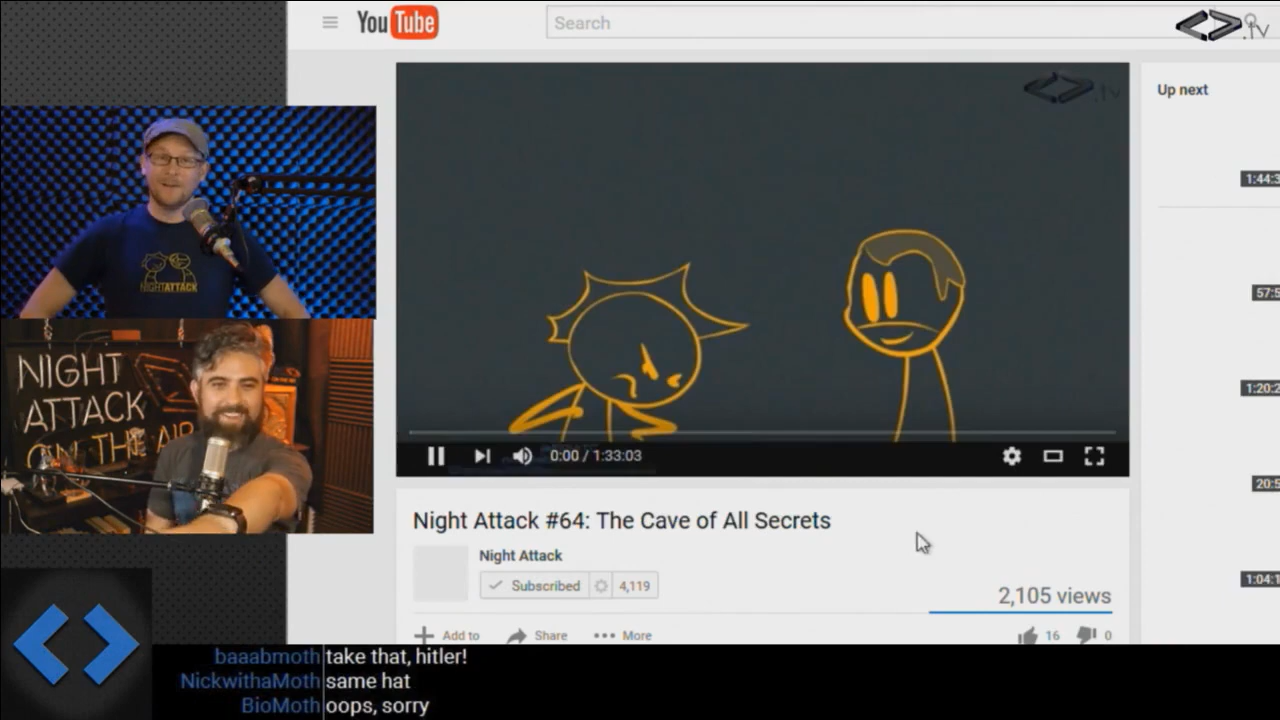 YouTube
Search
.tv
.tv
Up next
1:44:3
57:5
1:20:2
20:5
1:04:1
NIGHTATTACK
NIGHT
ATTACK
ON THE AIR
0:00 / 1:33:03
Night Attack #64: The Cave of All Secrets
Night Attack
Subscribed
4,119
2,105 views
Add to
Share
More
16
0
baaabmoth take that, hitler!
NickwithaMoth same hat
BioMoth oops, sorry